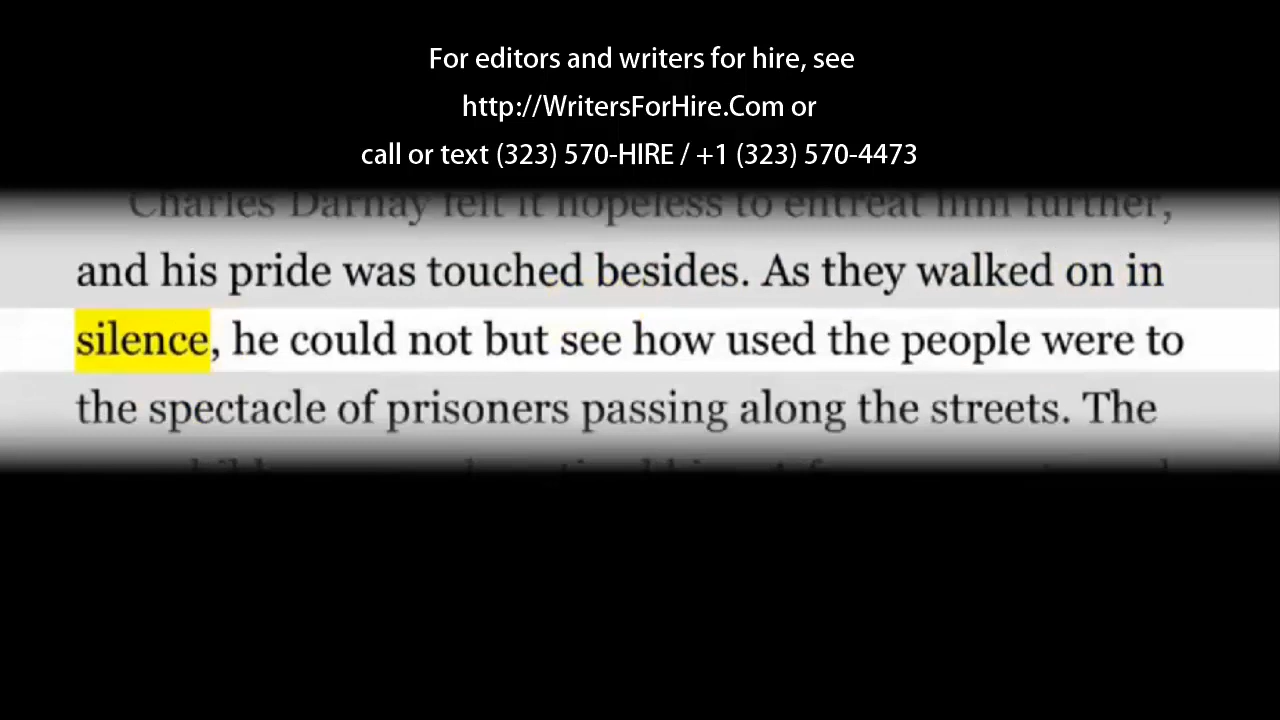 For editors and writers for hire, see
http://WritersForHire.Com or
call or text (323) 570-HIRE / +1 (323) 570-4473
Charles Darnay felt it hopeless to entreat him further,
and his pride was touched besides. As they walked on in
silence, he could not but see how used the people were to
the spectacle of prisoners passing along the streets. The